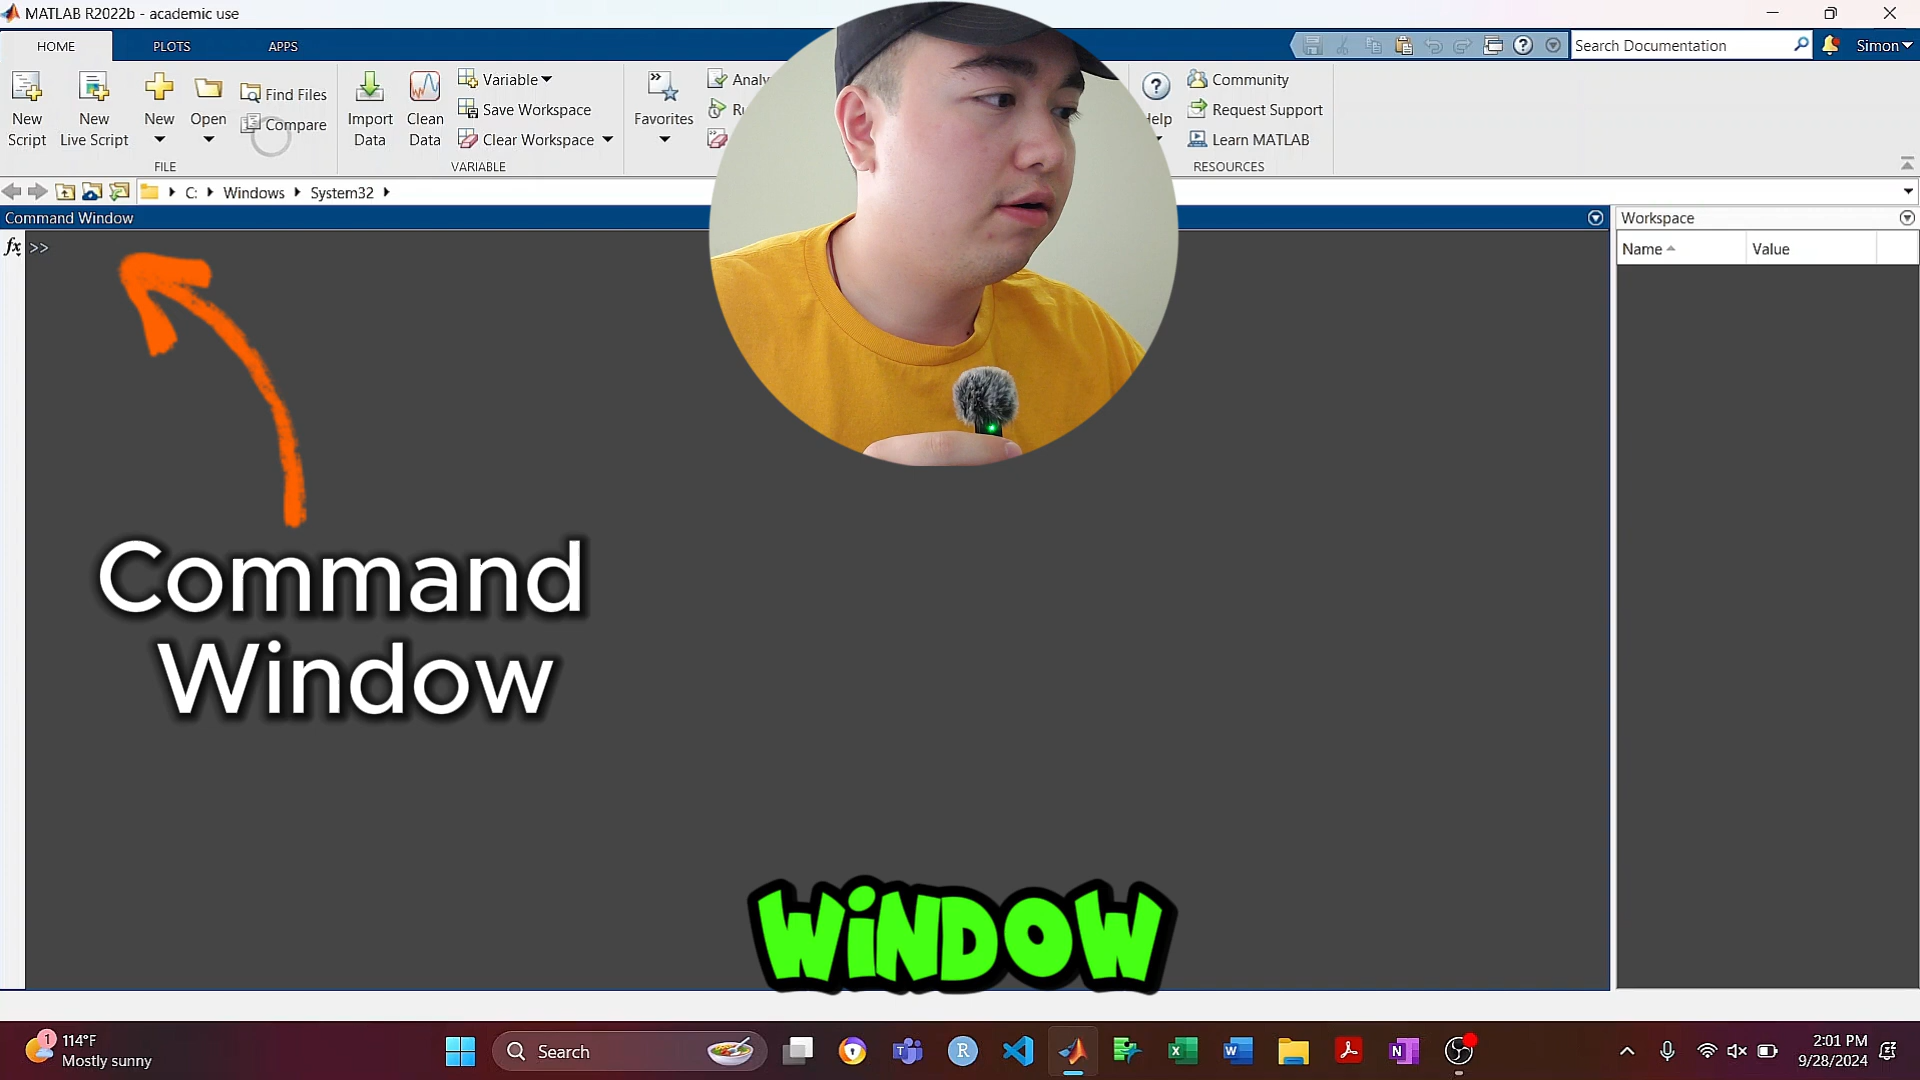 MATLAB R2022b - academic use
HOME
PLOTS
APPS
Search Documentation
Simon
New Script
New Live Script
New
Open
Find Files
Compare
FILE
Import Data
Clean Data
Variable
Save Workspace
Clear Workspace
VARIABLE
Favorites
Community
Request Support
Learn MATLAB
RESOURCES
C:
Windows
System32
Command Window
fx >>
Workspace
Name
Value
Command
Window
WiNDOW
1
114°F
Mostly sunny
Search
2:01 PM
9/28/2024